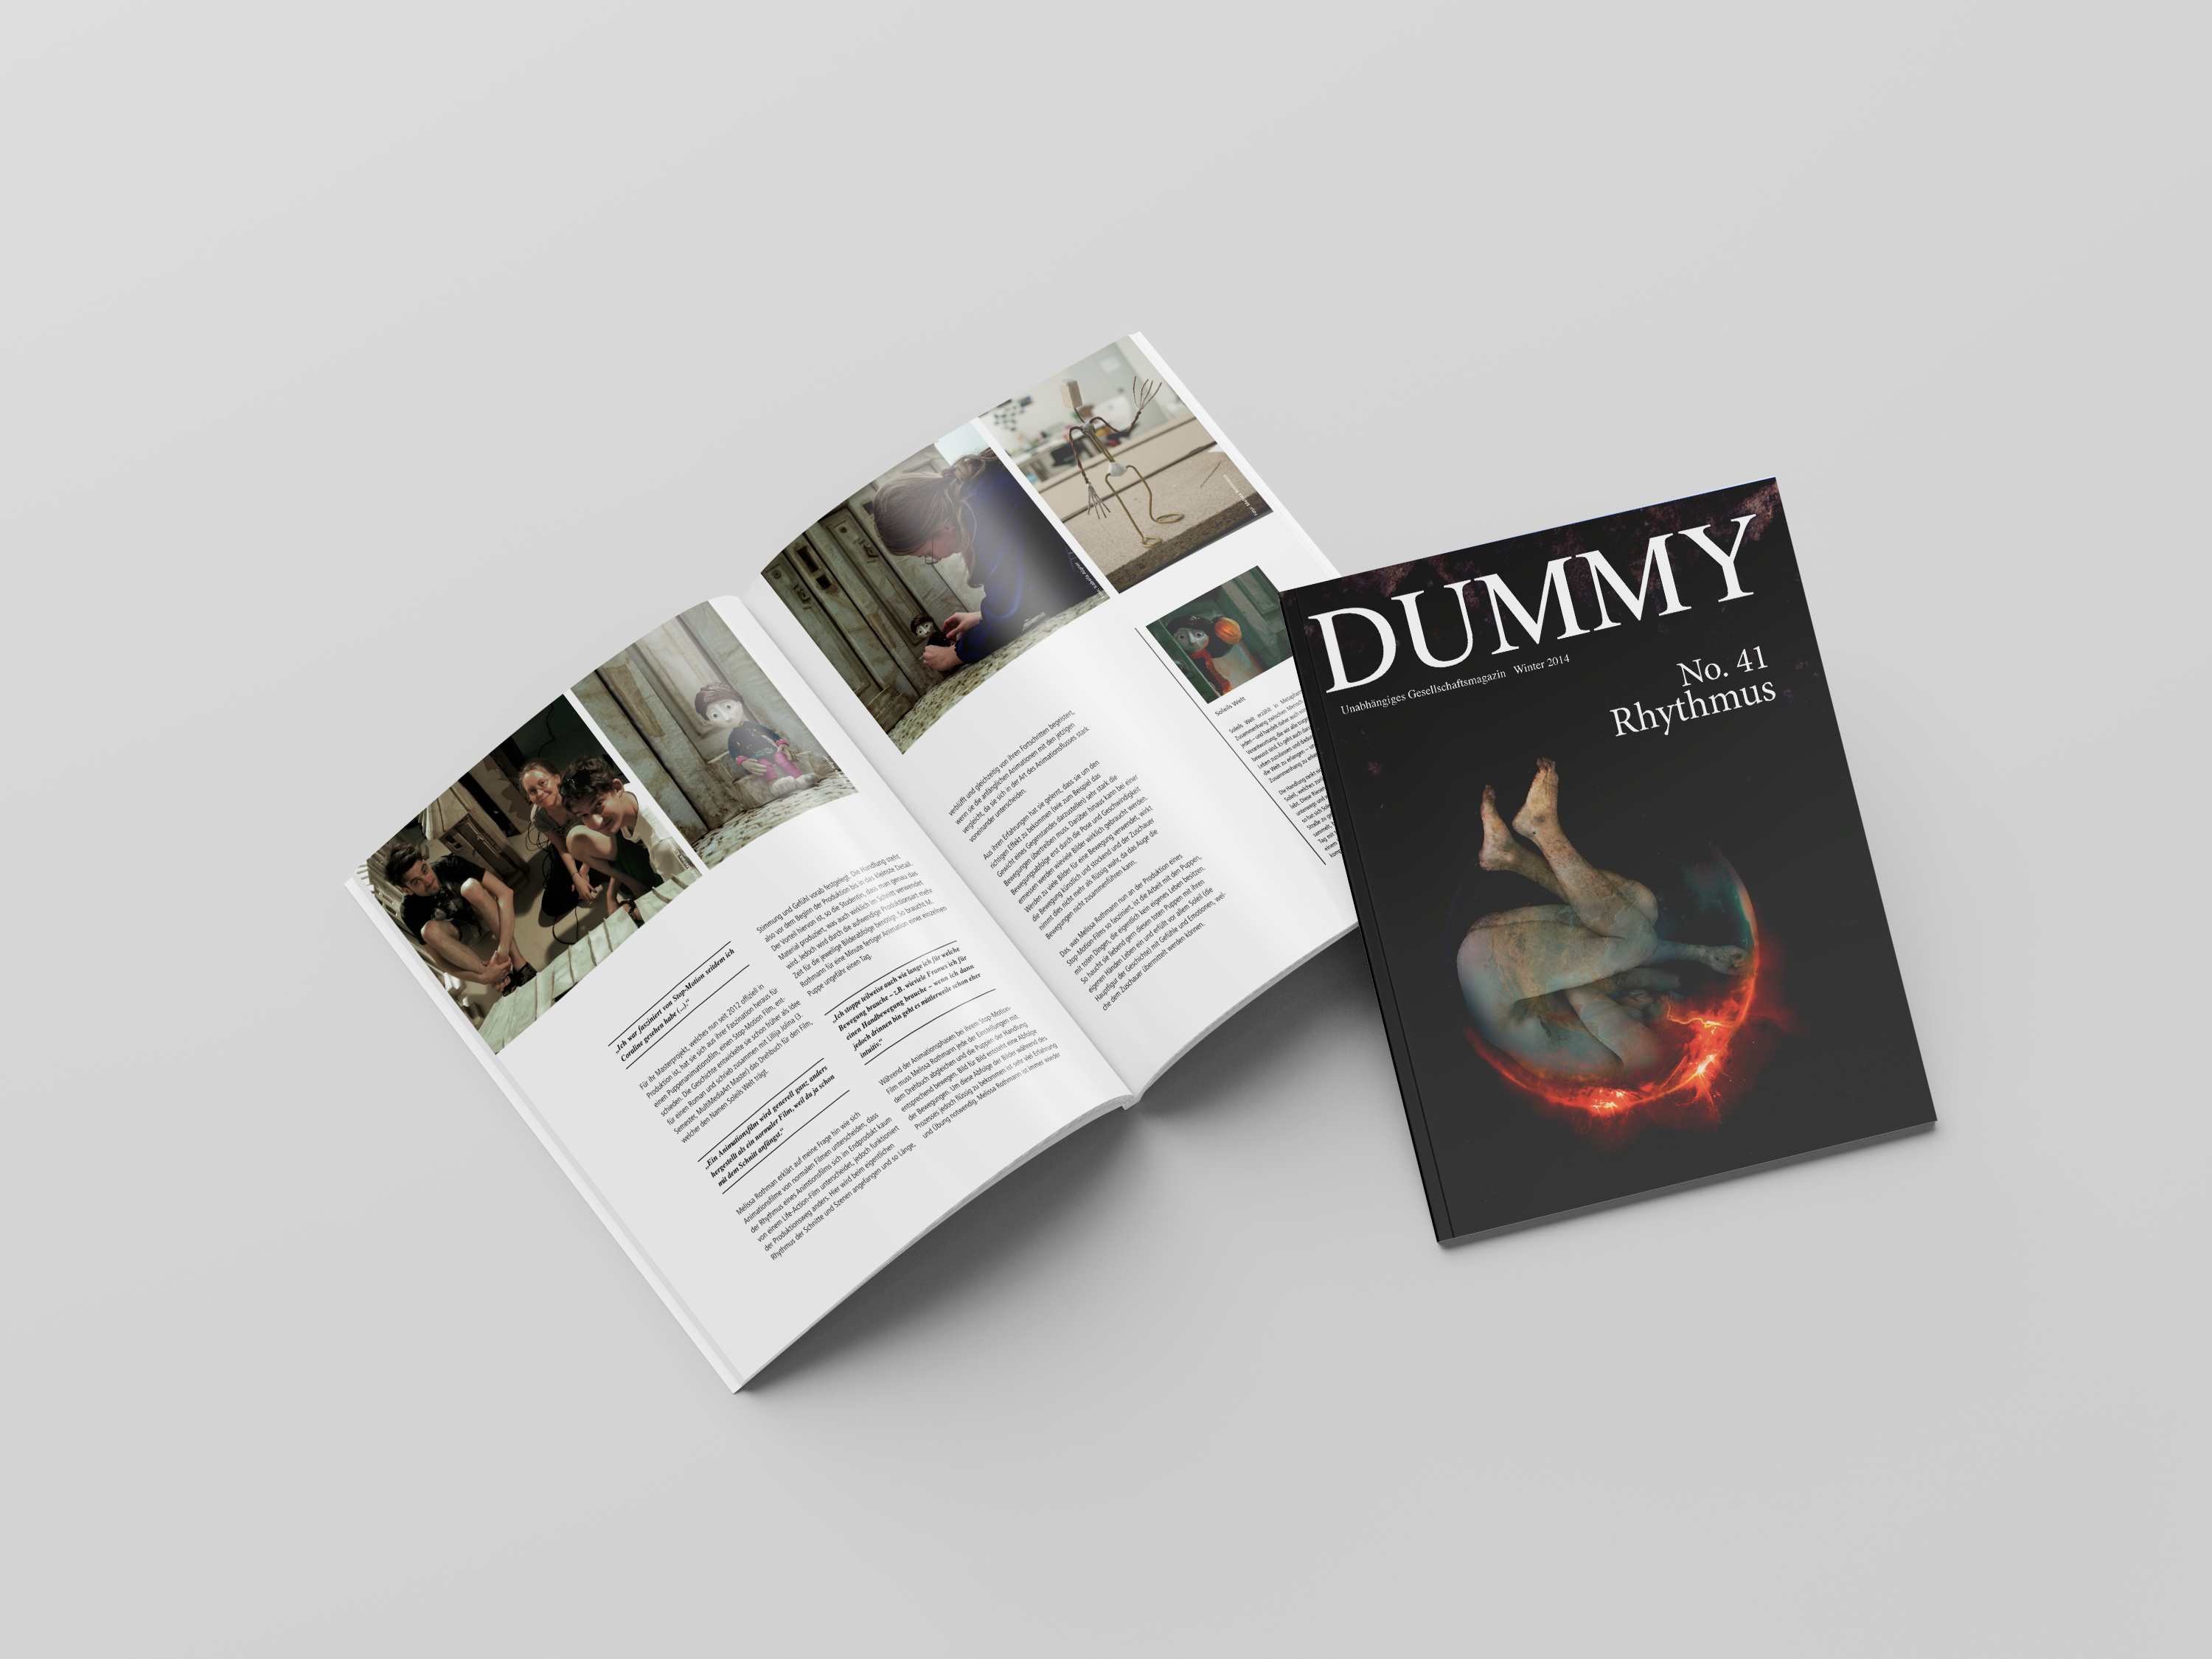 „Ich war fasziniert von Stop-Motion seitdem ich
Coraline gesehen habe (...).“
Für ihr Masterprojekt, welches nun seit 2012 offiziell in
Produktion ist, hat sie sich aus ihrer Fascination heraus für
einen Puppenanimationsfilm, einen Stop-Motion Film, ent-
schieden. Die Geschichte entwickelte sie schon früher als Idee
für einen Roman und schrieb zusammen mit Lillija Jolina (3.
Semester, MultiMediaArt Master) das Drehbuch für den Film,
welcher den Namen Soleils Welt trägt.
„Ein Animationsfilm wird generell ganz anders
hergestellt als ein normaler Film, weil du ja schon
mit dem Schnitt anfängst.“
Melissa Rothman erklärt auf meine Frage hin wie sich
Animationsfilme von normalen Filmen unterscheiden, dass
der Rhythmus eines Animtionsfilms sich im Endprodukt kaum
von einem Life-Action-Film unterscheidet, jedoch funktioniert
der Produktionsweg anders. Hier wird beim eigentlichen
Rhythmus der Schnitte und Szenen angefangen und so Länge,
Stimmung und Gefühl vorab festgelegt. Die Handlung steht
also vor dem Beginn der Produktion bis in das kleinste Detail.
Der Vorteil hiervon ist, so die Studentin, dass man genau das
Material produziert, was auch wirklich im Schnitt verwendet
wird. Jedoch wird durch die aufwendige Produktionsart mehr
Zeit für die jeweilige Bilderabfolge benötigt. So braucht M.
Rothmann für eine Minute fertiger Animation einer einzelnen
Puppe ungefähr einen Tag.
„Ich stoppe teilweise auch wie lange ich für welche
Bewegung brauche – z.B. wieviele Frames ich für
einen Handbewegung brauche – wenn ich dann
jedoch drinnen bin geht es mittlerweile schon eher
intuitiv.“
Während der Animationsphasen bei ihrem Stop-Motion-
Film muss Melissa Rothmann jede der Einstellungen mit
dem Drehbuch abgleichen und die Puppen der Handlung
entsprechend bewegen. Bild für Bild entsteht eine Abfolge
der Bewegungen. Um diese Abfolge der Bilder während des
Prozesses jedoch flüssig zu bekommen ist sehr viel Erfahrung
und Übung notwendig. Melissa Rothmann ist immer wieder
verblüfft und gleichzeitig von ihren Fortschritten begeistert,
wenn sie die anfänglichen Animationen mit den jetzigen
vergleicht, da sie sich in der Art des Animationsflusses stark
voneinander unterscheiden.
Aus ihren Erfahrungen hat sie gelernt, dass sie um den
richtigen Effekt zu bekommen (wie zum Beispiel das
Gewicht eines Gegenstandes darzustellen) sehr stark die
Bewegungen übertreiben muss. Darüber hinaus kann bei einer
Bewegungsabfolge erst durch die Pose und Geschwindigkeit
ermessen werden wieviele Bilder wirklich gebraucht werden.
Werden zu viele Bilder für eine Bewegung verwendet, wirkt
die Bewegung künstlich und stockend und der Zuschauer
nimmt dies nicht mehr als flüssig wahr, da das Auge die
Bewegungen nicht zusammenführen kann.
Das, was Melissa Rothmann nun an der Produktion eines
Stop-Motion-Films so fasziniert, ist die Arbeit mit den Puppen,
mit toten Dingen, die eigentlich kein eigenes Leben besitzen.
So haucht sie liebend gern diesen toten Puppen mit ihren
eigenen Händen Leben ein und erfüllt vor allem Soleil (die
Hauptfigur der Geschichte) mit Gefühle und Emotionen, wel-
che dem Zuschauer übermittelt werden können.
Soleils Welt
Soleils Welt erzählt in
Zusammenhang zwischen Mensch
DUMMY
Unabhängiges Gesellschaftsmagazin Winter 2014
No. 41
Rhythmus